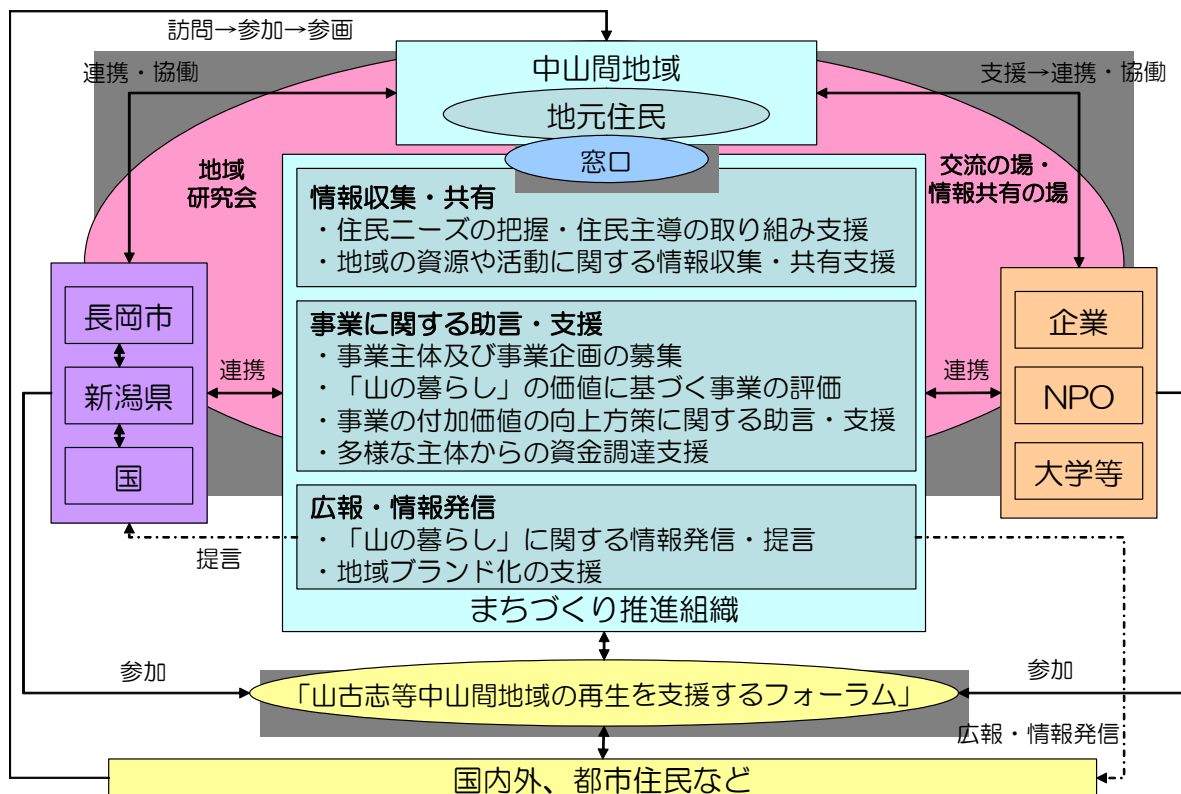 訪問→参加→参画
連携・協働
中山間地域
支援→連携・協働
地元住民
窓口
地域
研究会
交流の場・
情報共有の場
情報収集・共有
・住民ニーズの把握・住民主導の取り組み支援
・地域の資源や活動に関する情報収集・共有支援
長岡市
新潟県
国
連携
事業に関する助言・支援
・事業主体及び事業企画の募集
・「山の暮らし」の価値に基づく事業の評価
・事業の付加価値の向上方策に関する助言・支援
・多様な主体からの資金調達支援
連携
企業
NPO
大学等
広報・情報発信
・「山の暮らし」に関する情報発信・提言
・地域ブランド化の支援
まちづくり推進組織
提言
参加
「山古志等中山間地域の再生を支援するフォーラム」
参加
広報・情報発信
国内外、都市住民など